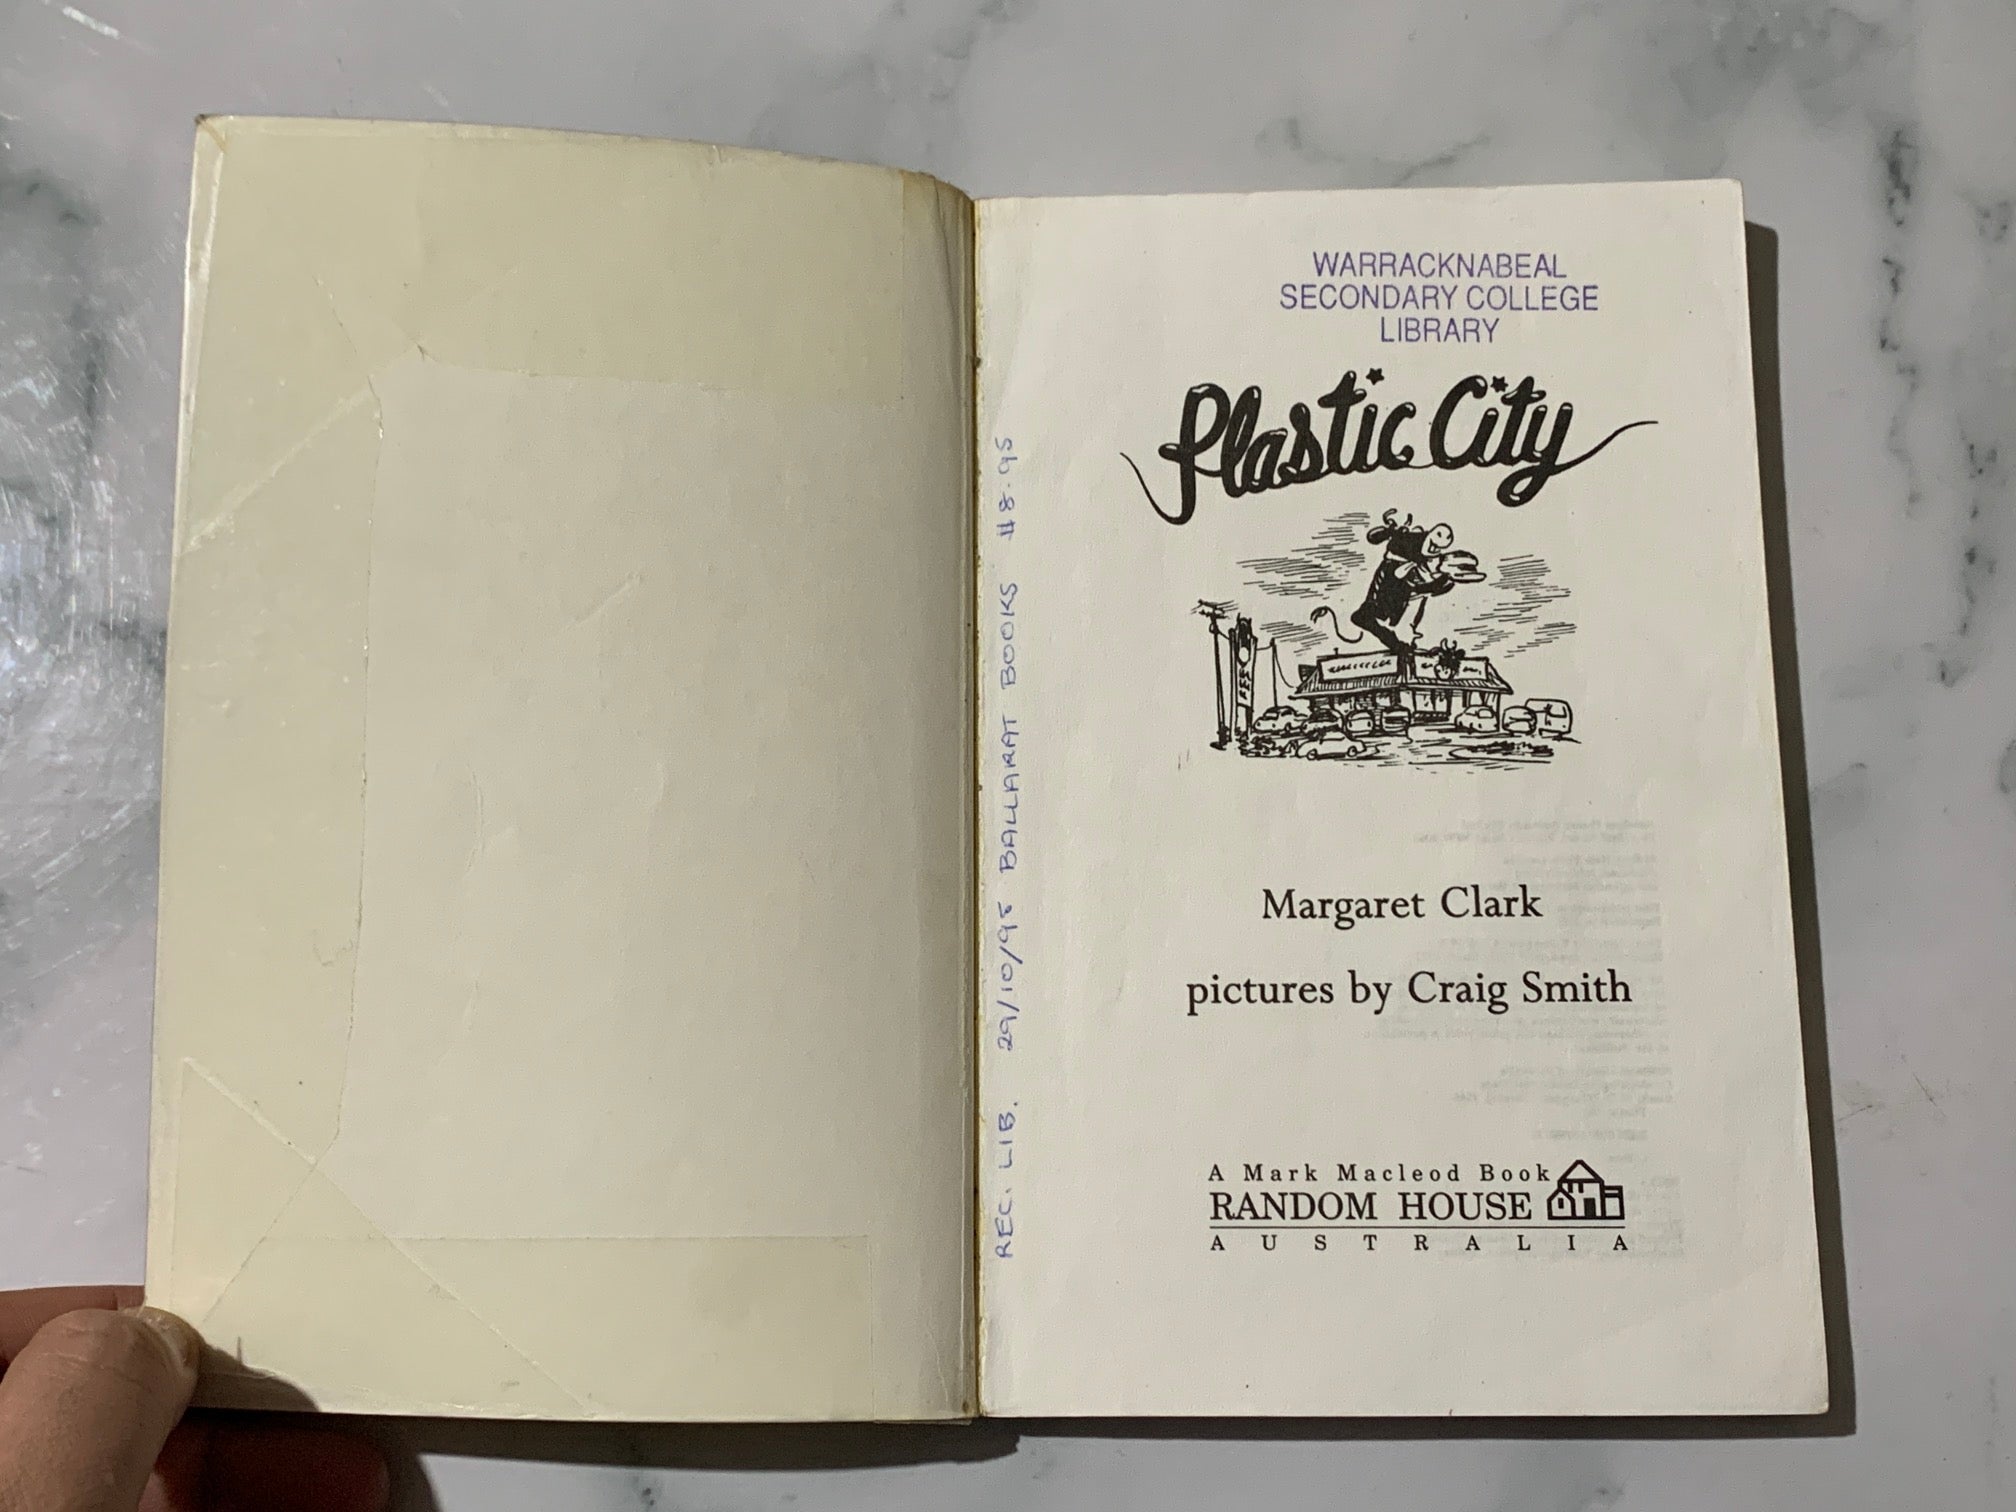 REC. LIB. 29/10/95 BALLARAT BOOKS $8.95
WARRACKNABEAL
SECONDARY COLLEGE
LIBRARY
Plastic City
Margaret Clark
pictures by Craig Smith
A Mark Macleod Book
RANDOM HOUSE
AUSTRALIA